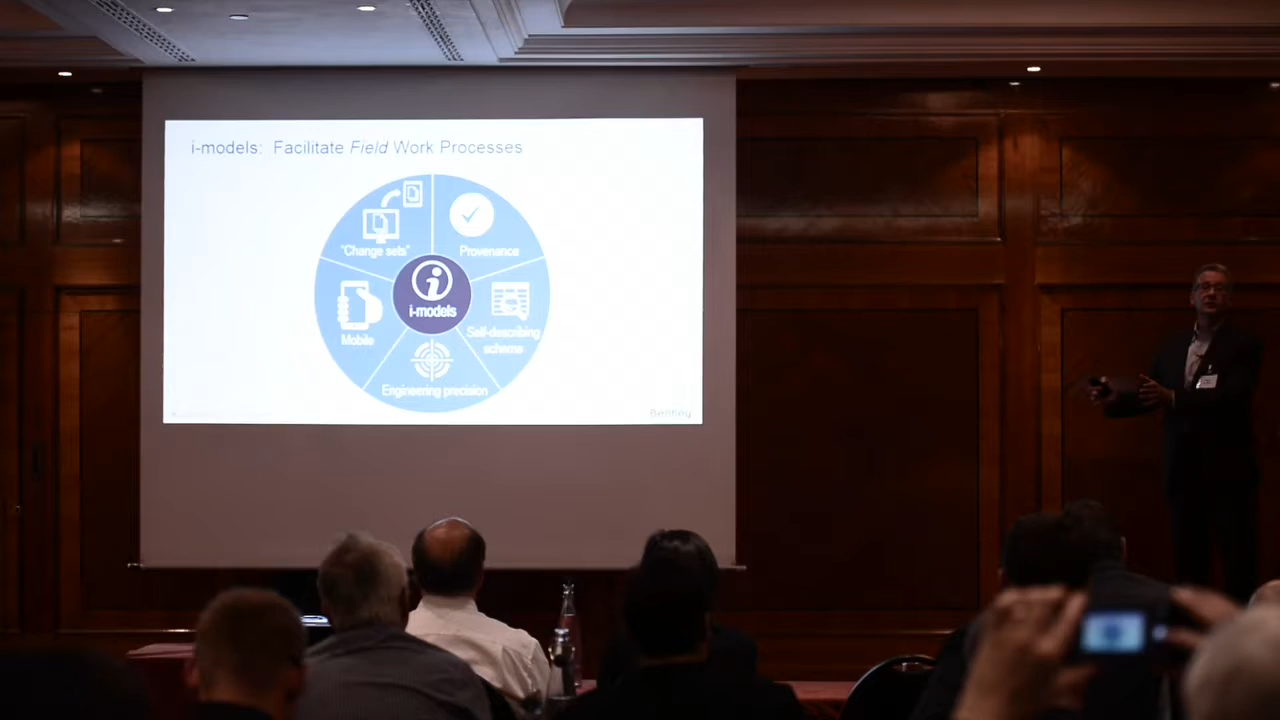 i-models: Facilitate Field Work Processes
"Change sets"
Provenance
i-models
Mobile
Self-describing
schema
Engineering precision
Bentley